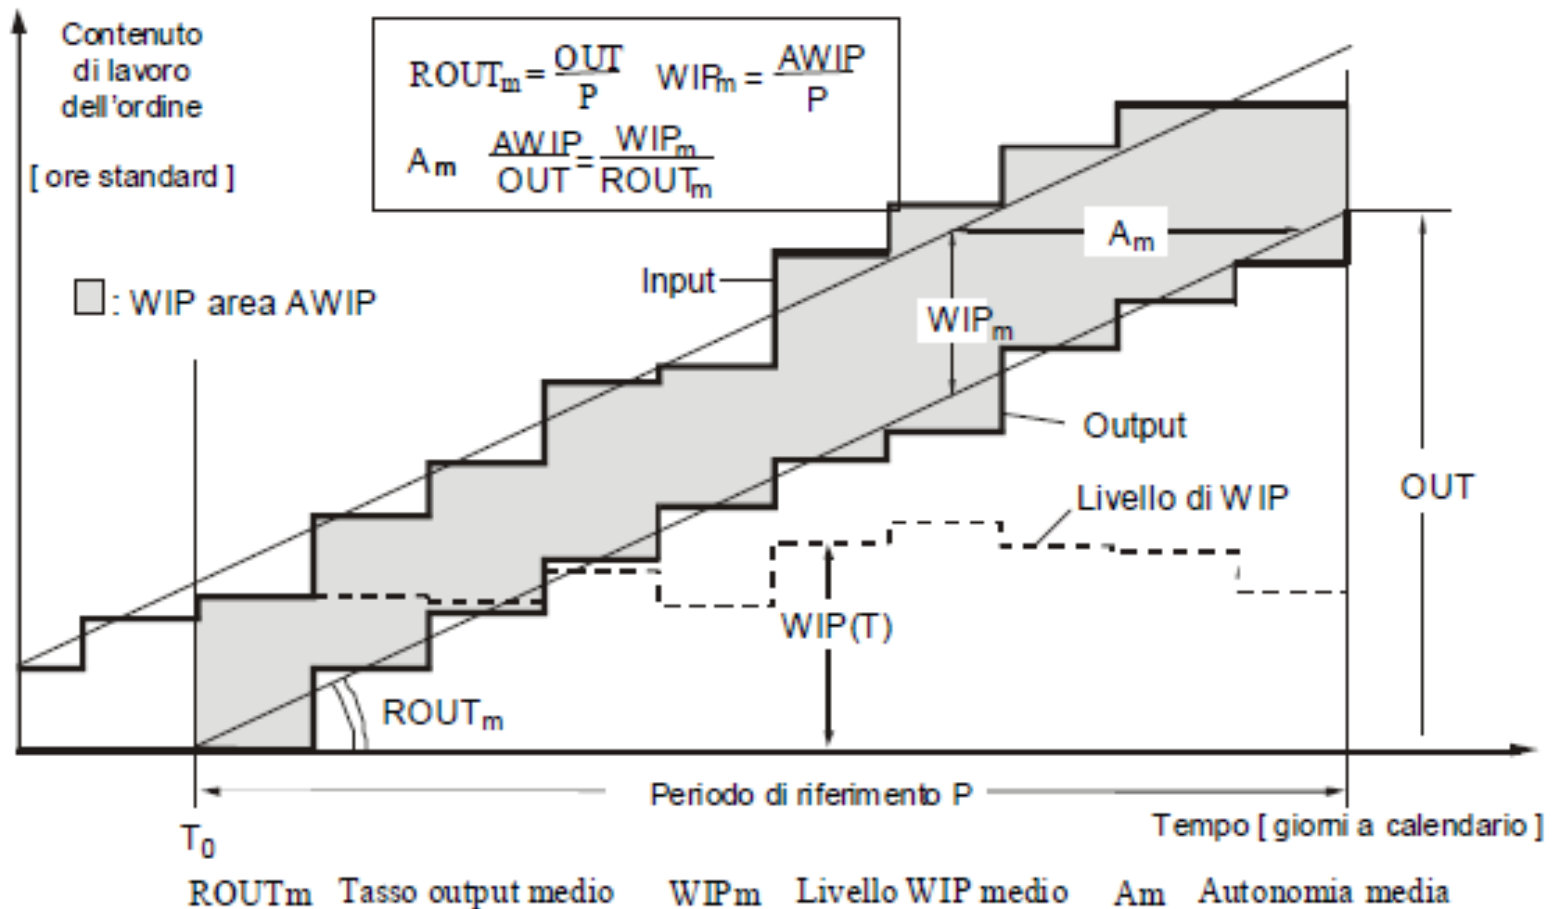 Contenuto
di lavoro
dell'ordine
[ ore standard ]
ROUTm = OUT / P   WIPm = AWIP / P
Am   AWIP / OUT = WIPm / ROUTm
: WIP area AWIP
Input
Am
WIPm
Output
Livello di WIP
OUT
WIP(T)
ROUTm
Periodo di riferimento P
T0
Tempo [ giorni a calendario ]
ROUTm Tasso output medio WIPm Livello WIP medio Am Autonomia media